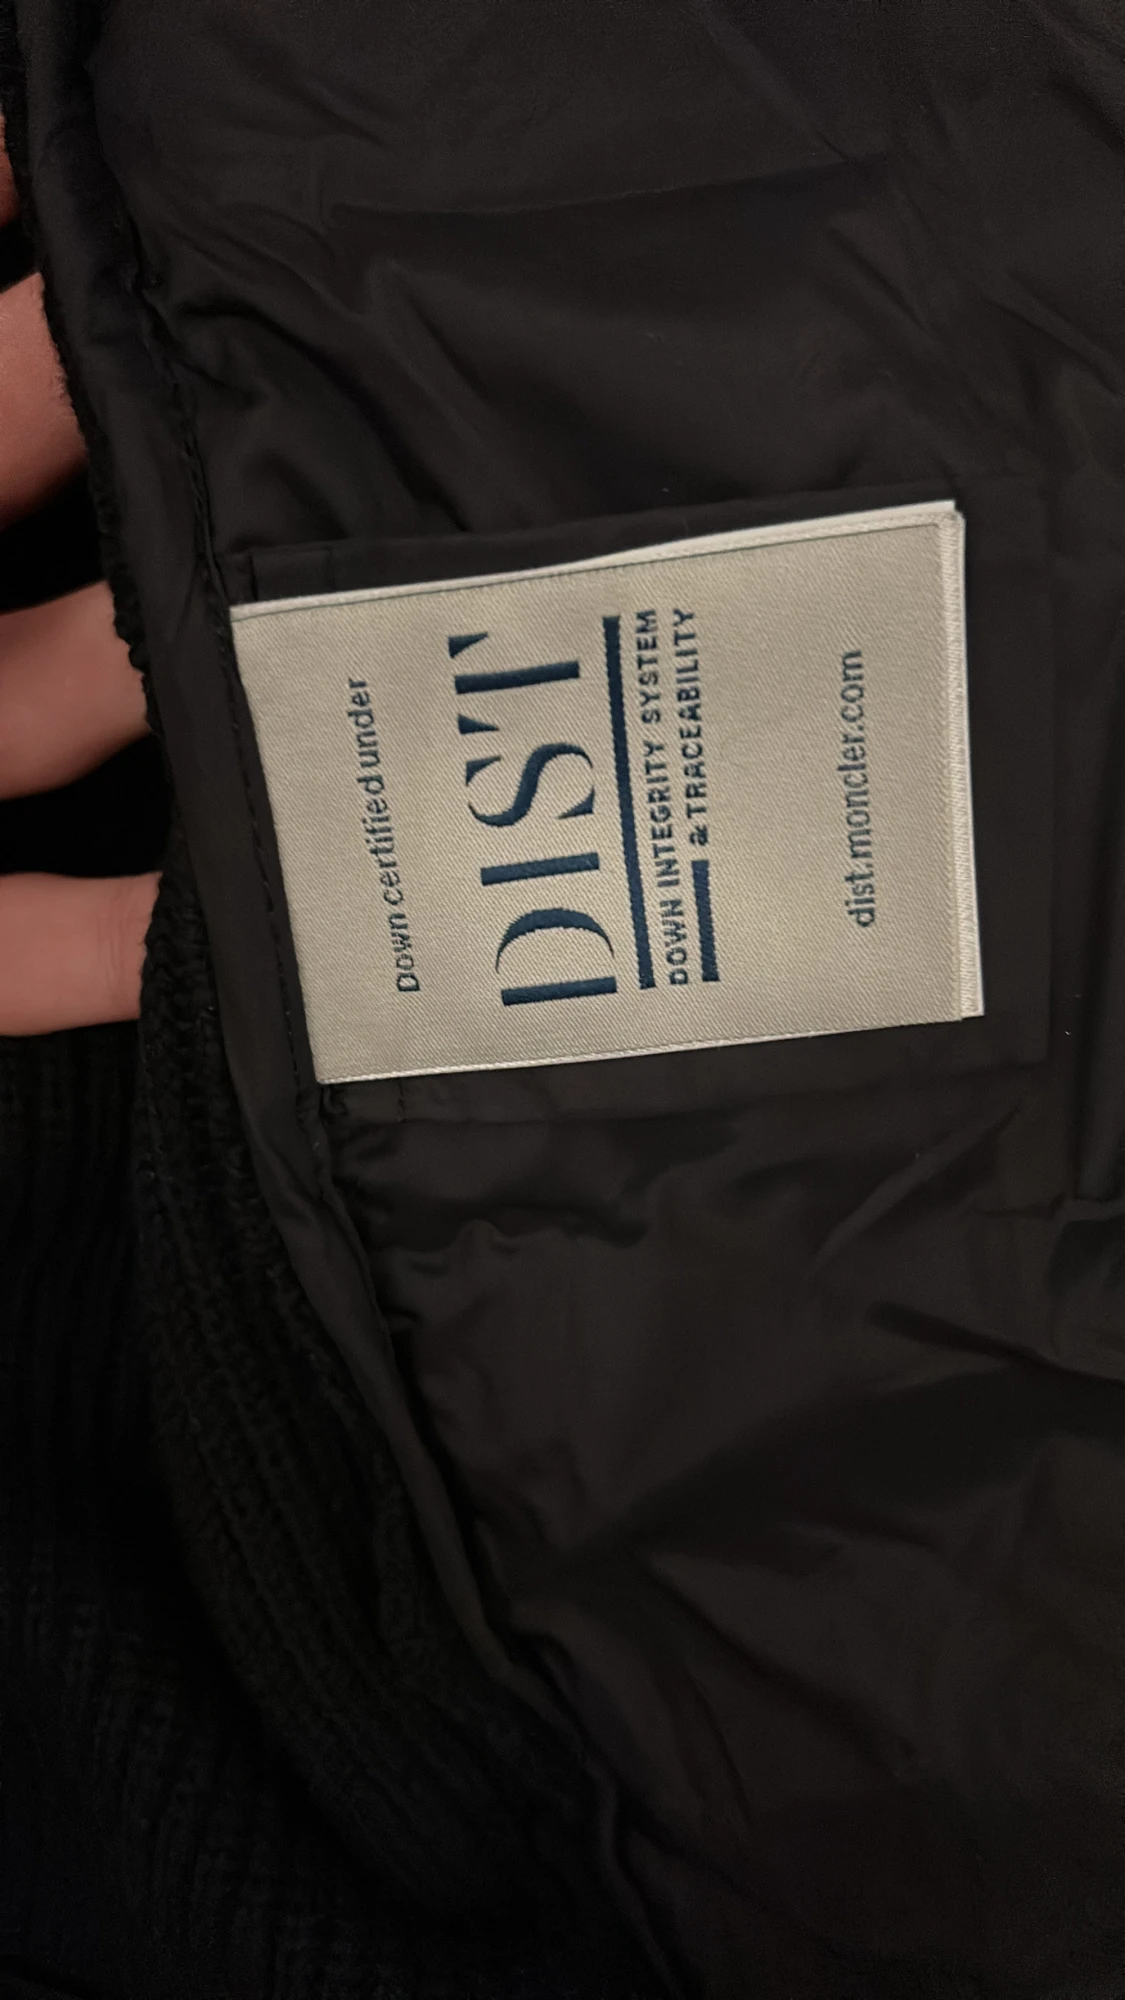 Down certified under
DIST
DOWN INTEGRITY SYSTEM
& TRACEABILITY
dist.moncler.com